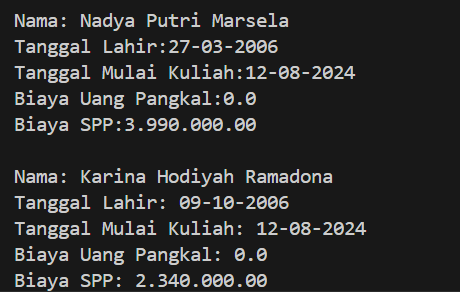 Nama: Nadya Putri Marsela
Tanggal Lahir:27-03-2006
Tanggal Mulai Kuliah:12-08-2024
Biaya Uang Pangkal:0.0
Biaya SPP:3.990.000.00

Nama: Karina Hodiyah Ramadona
Tanggal Lahir: 09-10-2006
Tanggal Mulai Kuliah: 12-08-2024
Biaya Uang Pangkal: 0.0
Biaya SPP: 2.340.000.00